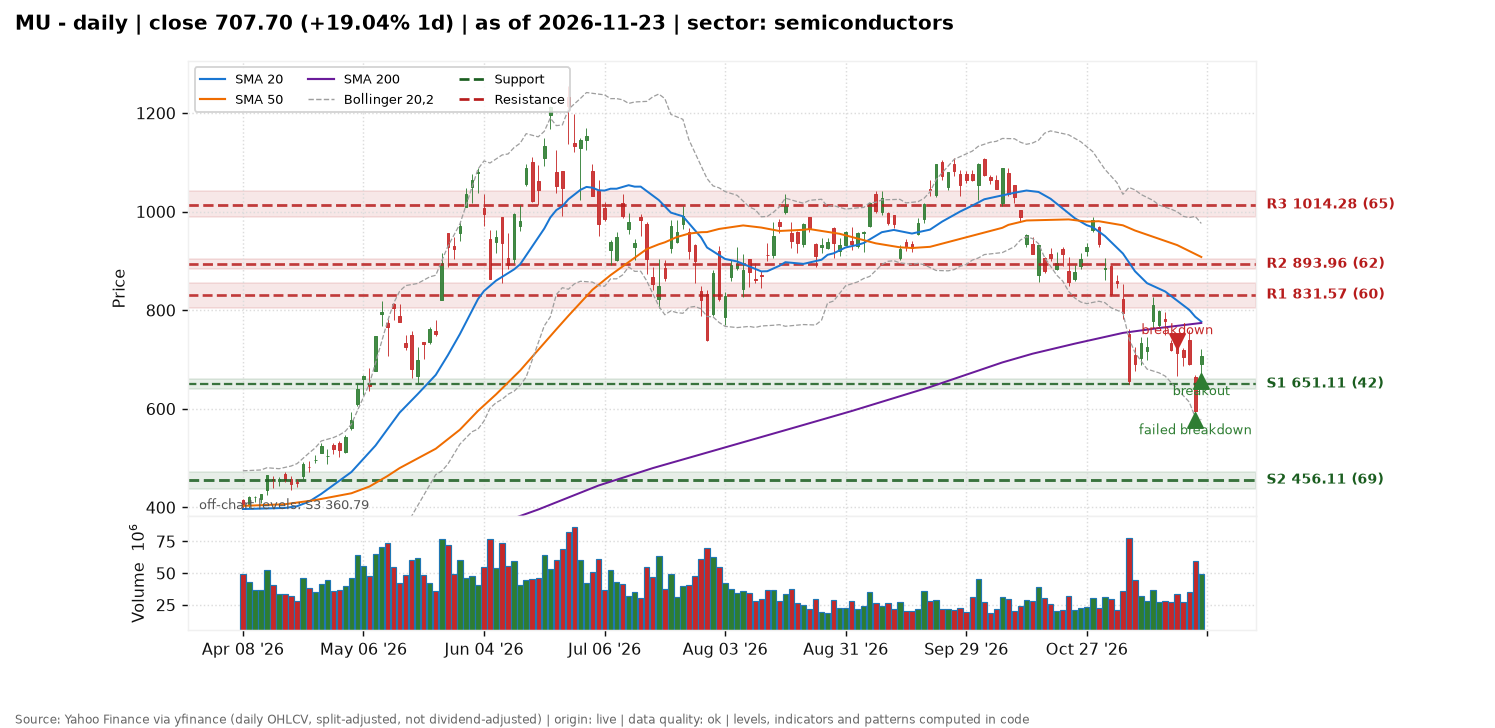 MU - daily | close 707.70 (+19.04% 1d) | as of 2026-11-23 | sector: semiconductors
SMA 20
SMA 50
SMA 200
Bollinger 20,2
Support
Resistance
Price
1200
1000
800
600
400
R3 1014.28 (65)
R2 893.96 (62)
R1 831.57 (60)
breakdown
S1 651.11 (42)
breakout
failed breakdown
S2 456.11 (69)
off-chart levels: S3 360.79
Volume 10⁶
75
50
25
Apr 08 '26
May 06 '26
Jun 04 '26
Jul 06 '26
Aug 03 '26
Aug 31 '26
Sep 29 '26
Oct 27 '26
Source: Yahoo Finance via yfinance (daily OHLCV, split-adjusted, not dividend-adjusted) | origin: live | data quality: ok | levels, indicators and patterns computed in code